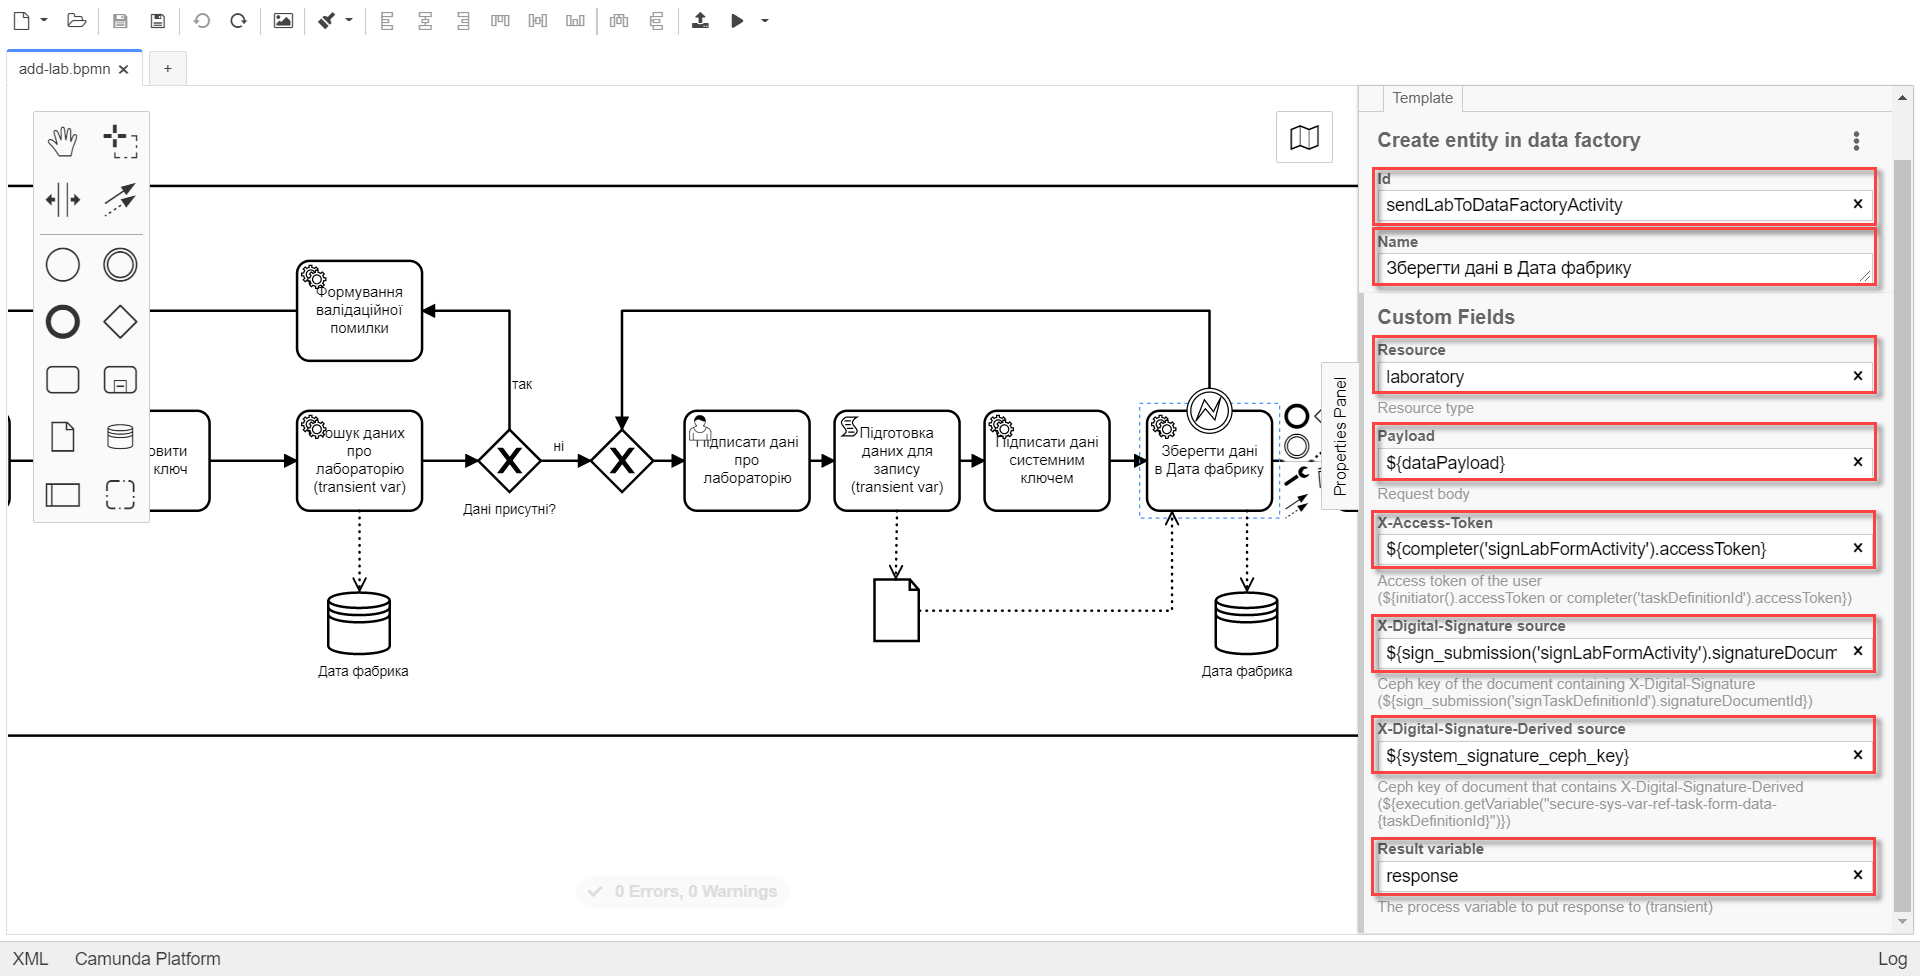 add-lab.bpmn
+
Template
Create entity in data factory
Id
sendLabToDataFactoryActivity
Name
Зберегти дані в Дата фабрику
Custom Fields
Resource
laboratory
Resource type
Payload
${dataPayload}
Request body
X-Access-Token
${completer('signLabFormActivity').accessToken}
Access token of the user
(${initiator().accessToken or completer('taskDefinitionId').accessToken})
X-Digital-Signature source
${sign_submission('signLabFormActivity').signatureDocum
Ceph key of the document containing X-Digital-Signature
(${sign_submission('signTaskDefinitionId').signatureDocumentId})
X-Digital-Signature-Derived source
${system_signature_ceph_key}
Ceph key of document that contains X-Digital-Signature-Derived
(${execution.getVariable("secure-sys-var-ref-task-form-data-
{taskDefinitionId}")})
Result variable
response
The process variable to put response to (transient)
Properties Panel
Формування
валідаційної
помилки
так
ні
овити
ключ
ошук даних
про
лабораторію
(transient var)
Дані присутні?
Підписати дані
про
лабораторію
Підготовка
даних для
запису
(transient var)
Підписати дані
системним
ключем
Зберегти дані
в Дата фабрику
Дата фабрика
Дата фабрика
0 Errors, 0 Warnings
XML
Camunda Platform
Log